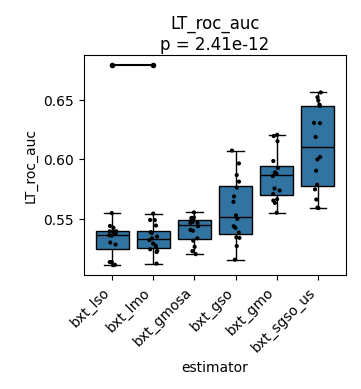 LT_roc_auc
p = 2.41e-12
LT_roc_auc
0.65
0.60
0.55
bxt_lso
bxt_lmo
bxt_gmosa
bxt_gso
bxt_gmo
bxt_sgso_us
estimator